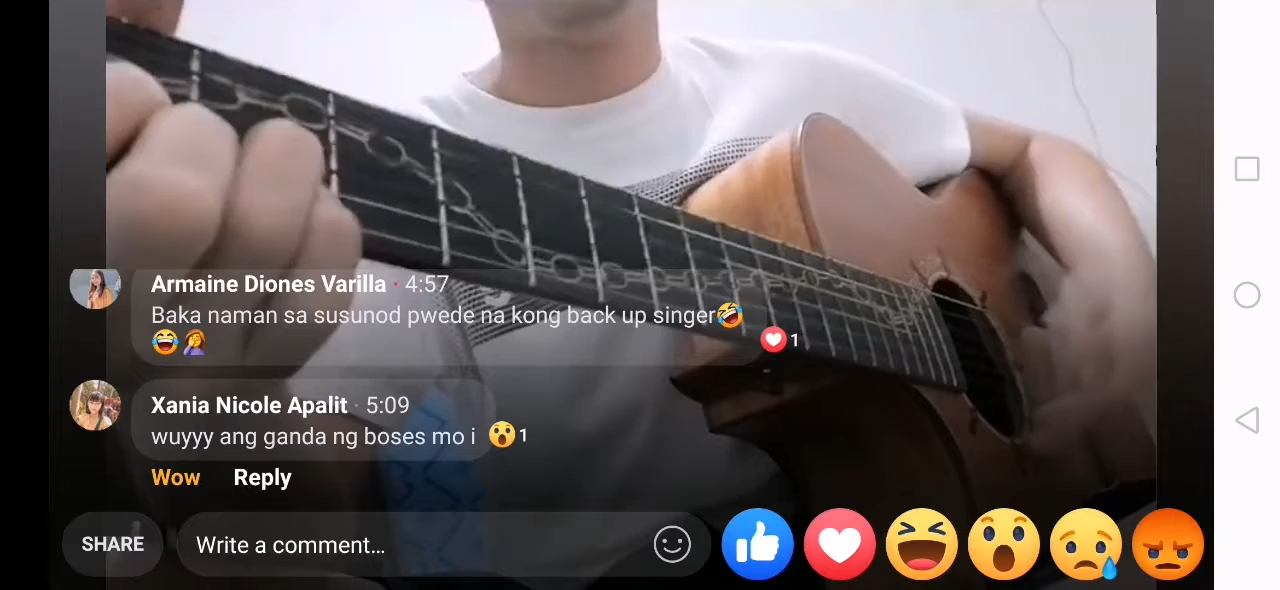 Armaine Diones Varilla · 4:57
Baka naman sa susunod pwede na kong back up singer🤣
😂🤦
1
Xania Nicole Apalit · 5:09
wuyyy ang ganda ng boses mo i
1
Wow Reply
SHARE Write a comment...